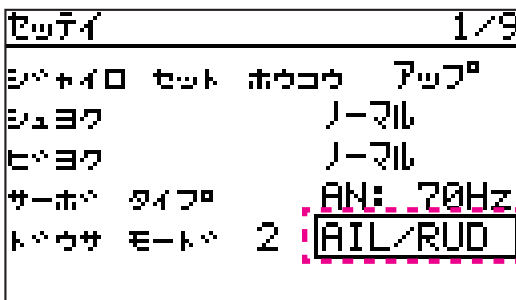 セッテイ 1/9
ジャイロ セット ホウコウ アップ
シュヨク ノーマル
ビヨク ノーマル
サーボ タイプ AN: 70Hz
ドウサ モード 2 AIL/RUD